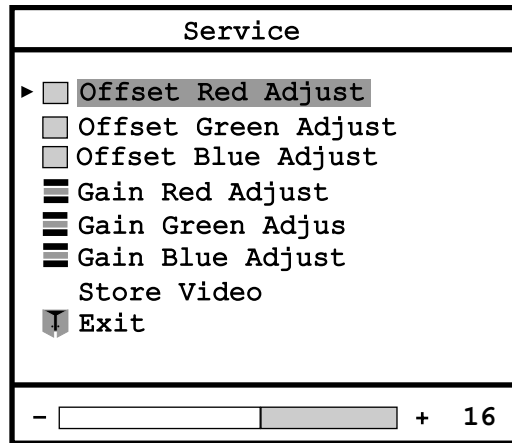 Service
Offset Red Adjust
Offset Green Adjust
Offset Blue Adjust
Gain Red Adjust
Gain Green Adjus
Gain Blue Adjust
Store Video
Exit
- + 16